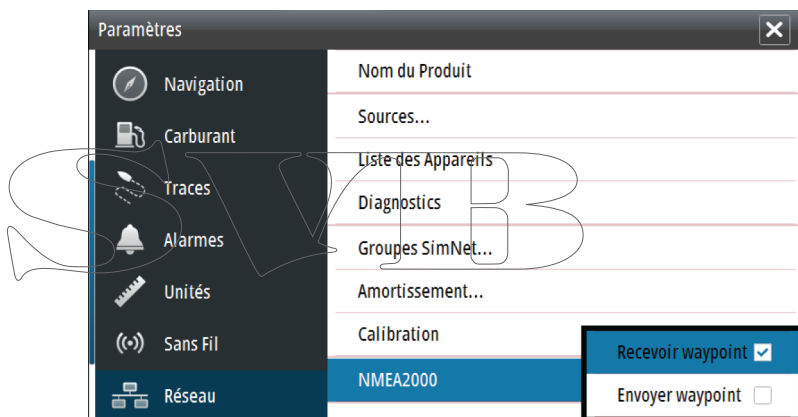 Paramètres
Navigation
Carburant
Traces
Alarmes
Unités
Sans Fil
Réseau
Nom du Produit
Sources...
Liste des Appareils
Diagnostics
Groupes SimNet...
Amortissement...
Calibration
NMEA2000
Recevoir waypoint
Envoyer waypoint
SVB